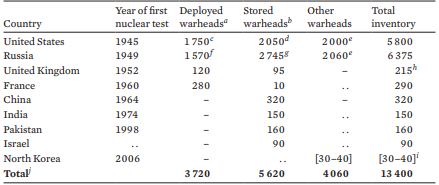 Year of first Deployed Stored Other Total
Country nuclear test warheads^a warheads^b warheads inventory
United States 1945 1 750^c 2 050^d 2 000^e 5 800
Russia 1949 1 570^f 2 745^g 2 060^e 6 375
United Kingdom 1952 120 95 – 215^h
France 1960 280 10 . . 290
China 1964 – 320 – 320
India 1974 – 150 . . 150
Pakistan 1998 – 160 . . 160
Israel . . – 90 . . 90
North Korea 2006 – . . [30–40] [30–40]^i
Total^j 3 720 5 620 4 060 13 400